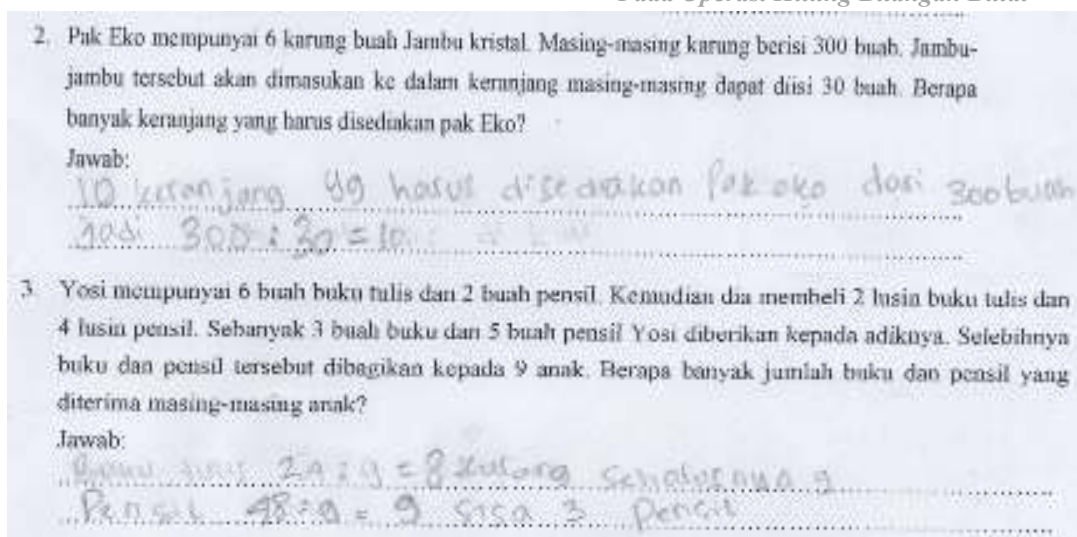 Pada Operasi Hitung Bilangan Bulat
2. Pak Eko mempunyai 6 karung buah Jambu kristal. Masing-masing karung berisi 300 buah. Jambu-
jambu tersebut akan dimasukan ke dalam keranjang masing-masing dapat diisi 30 buah. Berapa
banyak keranjang yang harus disediakan pak Eko?
Jawab:
10 keranjang yg harus disediakan Pak eko dari 300 buah
Jadi 300 : 30 = 10
3. Yosi mempunyai 6 buah buku tulis dan 2 buah pensil. Kemudian dia membeli 2 lusin buku tulis dan
4 lusin pensil. Sebanyak 3 buah buku dan 5 buah pensil Yosi diberikan kepada adiknya. Selebihnya
buku dan pensil tersebut dibagikan kepada 9 anak. Berapa banyak jumlah buku dan pensil yang
diterima masing-masing anak?
Jawab:
: 9 = 8 kurang seharusnya 9
Pensil 48 : 9 = 9 sisa 3 Pensil